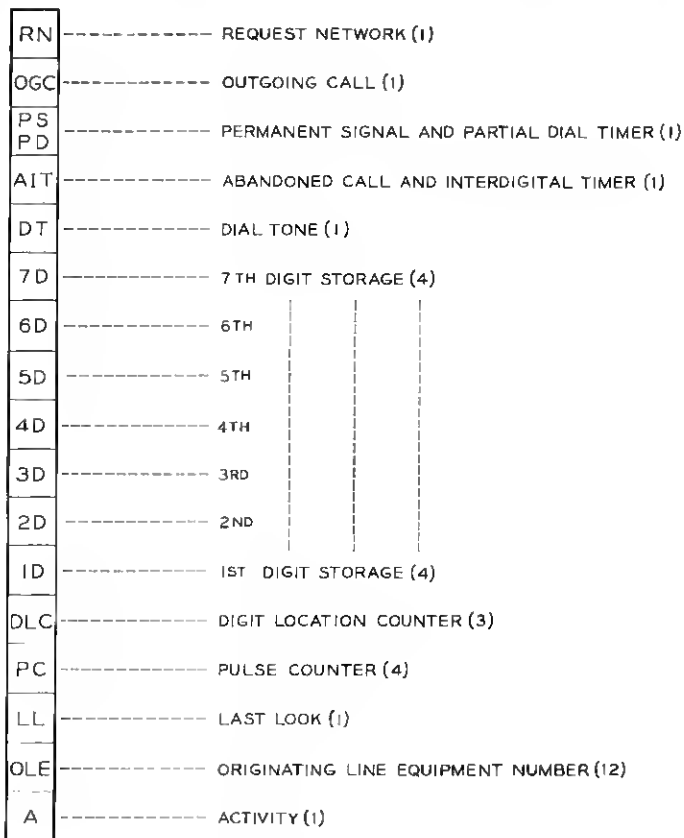 RN REQUEST NETWORK (1)
OGC OUTGOING CALL (1)
PS
PD PERMANENT SIGNAL AND PARTIAL DIAL TIMER (1)
AIT ABANDONED CALL AND INTERDIGITAL TIMER (1)
DT DIAL TONE (1)
7D 7TH DIGIT STORAGE (4)
6D 6TH
5D 5TH
4D 4TH
3D 3RD
2D 2ND
1D 1ST DIGIT STORAGE (4)
DLC DIGIT LOCATION COUNTER (3)
PC PULSE COUNTER (4)
LL LAST LOOK (1)
OLE ORIGINATING LINE EQUIPMENT NUMBER (12)
A ACTIVITY (1)